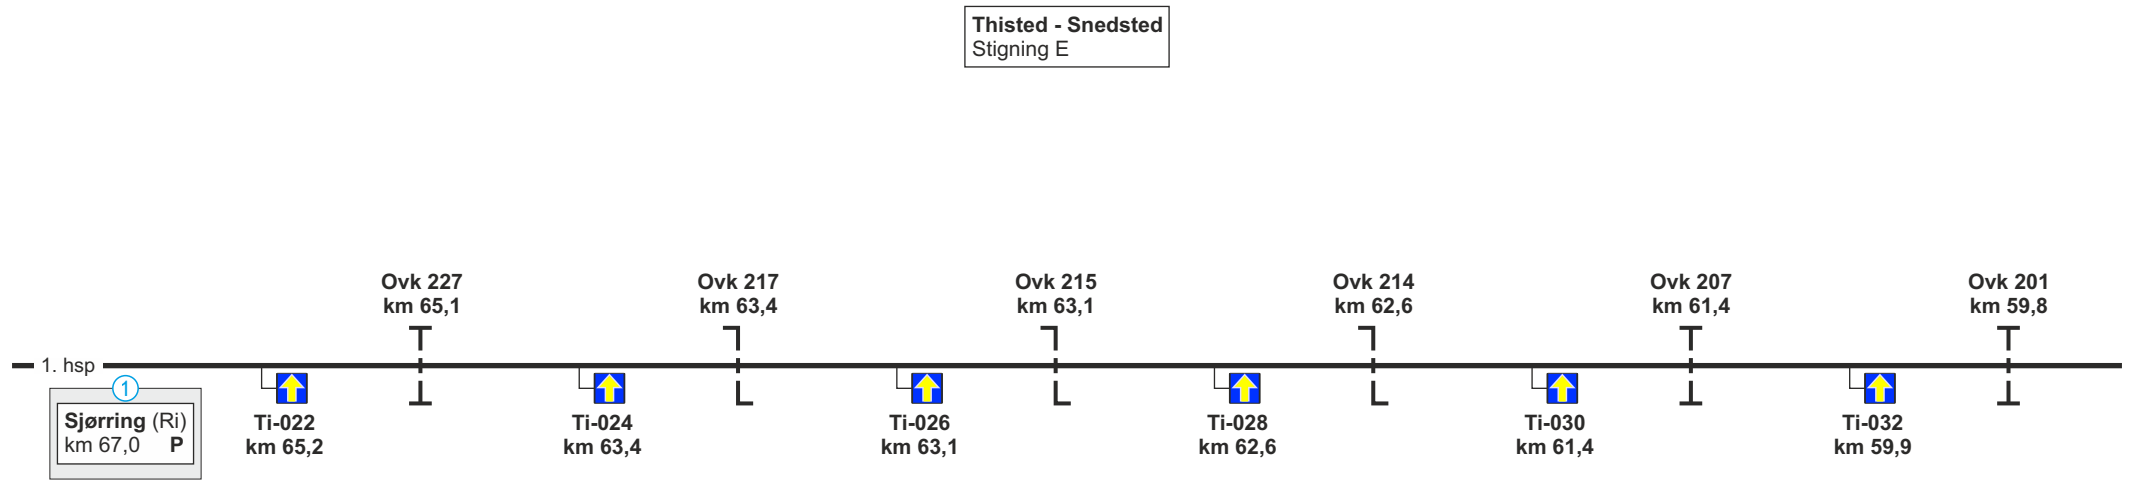 Thisted - Snedsted
Stigning E
Ovk 227
km 65,1
Ovk 217
km 63,4
Ovk 215
km 63,1
Ovk 214
km 62,6
Ovk 207
km 61,4
Ovk 201
km 59,8
1. hsp
1
Sjørring (Ri)
km 67,0 P
Ti-022
km 65,2
Ti-024
km 63,4
Ti-026
km 63,1
Ti-028
km 62,6
Ti-030
km 61,4
Ti-032
km 59,9